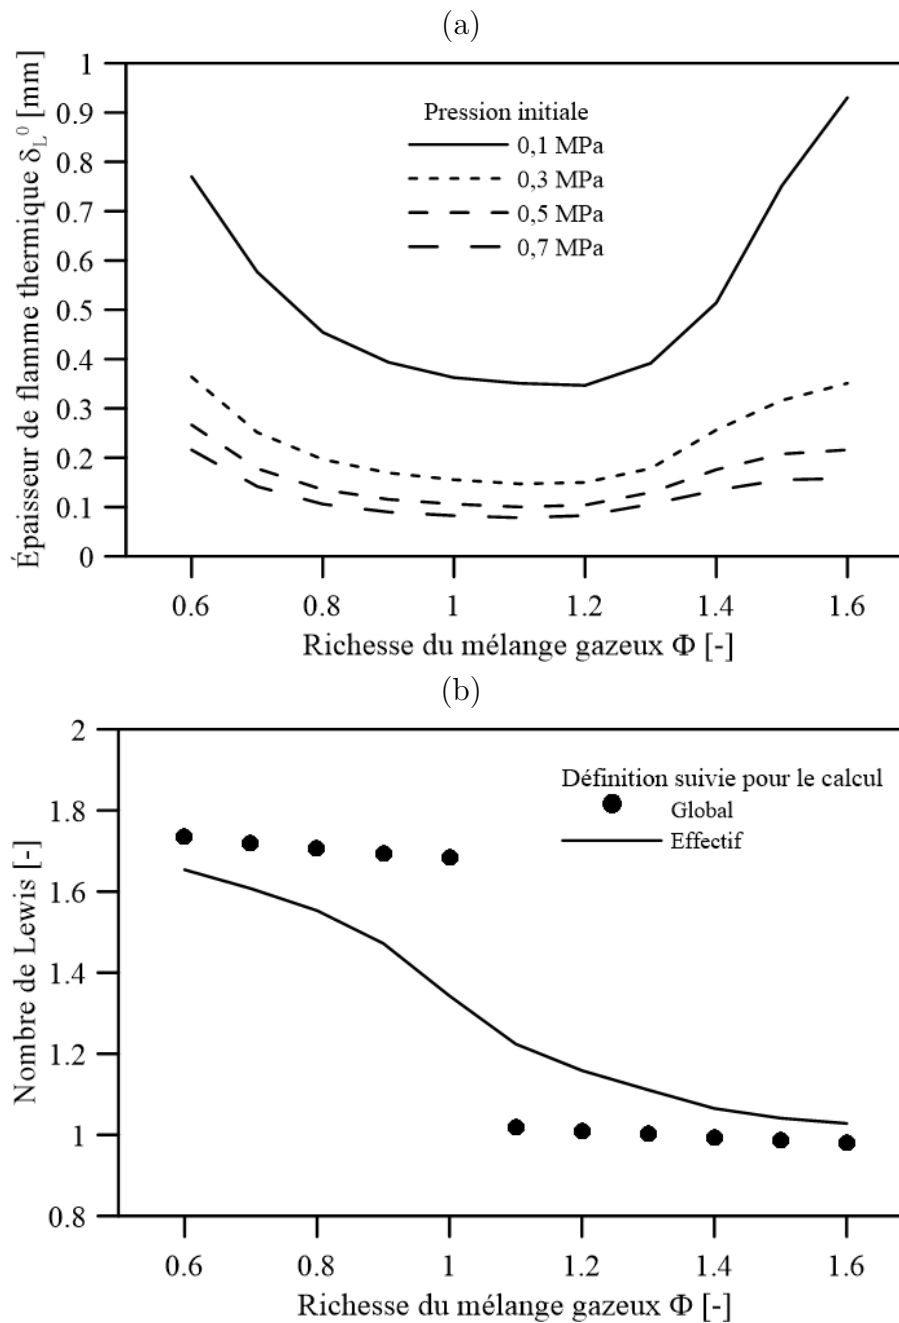 (a)
Épaisseur de flamme thermique δ_L⁰ [mm]
1
0.9
0.8
0.7
0.6
0.5
0.4
0.3
0.2
0.1
0
Pression initiale
0,1 MPa
0,3 MPa
0,5 MPa
0,7 MPa
0.6 0.8 1 1.2 1.4 1.6
Richesse du mélange gazeux Φ [-]
(b)
Nombre de Lewis [-]
2
1.8
1.6
1.4
1.2
1
0.8
Définition suivie pour le calcul
Global
Effectif
0.6 0.8 1 1.2 1.4 1.6
Richesse du mélange gazeux Φ [-]